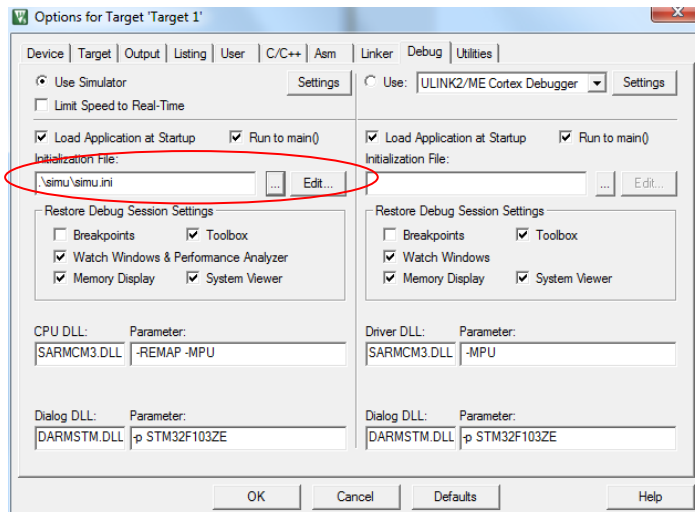 Options for Target 'Target 1'
Device Target Output Listing User C/C++ Asm Linker Debug Utilities
Use Simulator Settings
Limit Speed to Real-Time
Use: ULINK2/ME Cortex Debugger Settings
Load Application at Startup Run to main()
Initialization File:
.\simu\simu.ini ... Edit...
Load Application at Startup Run to main()
Initialization File:
... Edit...
Restore Debug Session Settings
Breakpoints Toolbox
Watch Windows & Performance Analyzer
Memory Display System Viewer
Restore Debug Session Settings
Breakpoints Toolbox
Watch Windows
Memory Display System Viewer
CPU DLL: Parameter:
SARMCM3.DLL -REMAP -MPU
Driver DLL: Parameter:
SARMCM3.DLL -MPU
Dialog DLL: Parameter:
DARMSTM.DLL -p STM32F103ZE
Dialog DLL: Parameter:
DARMSTM.DLL -p STM32F103ZE
OK Cancel Defaults Help